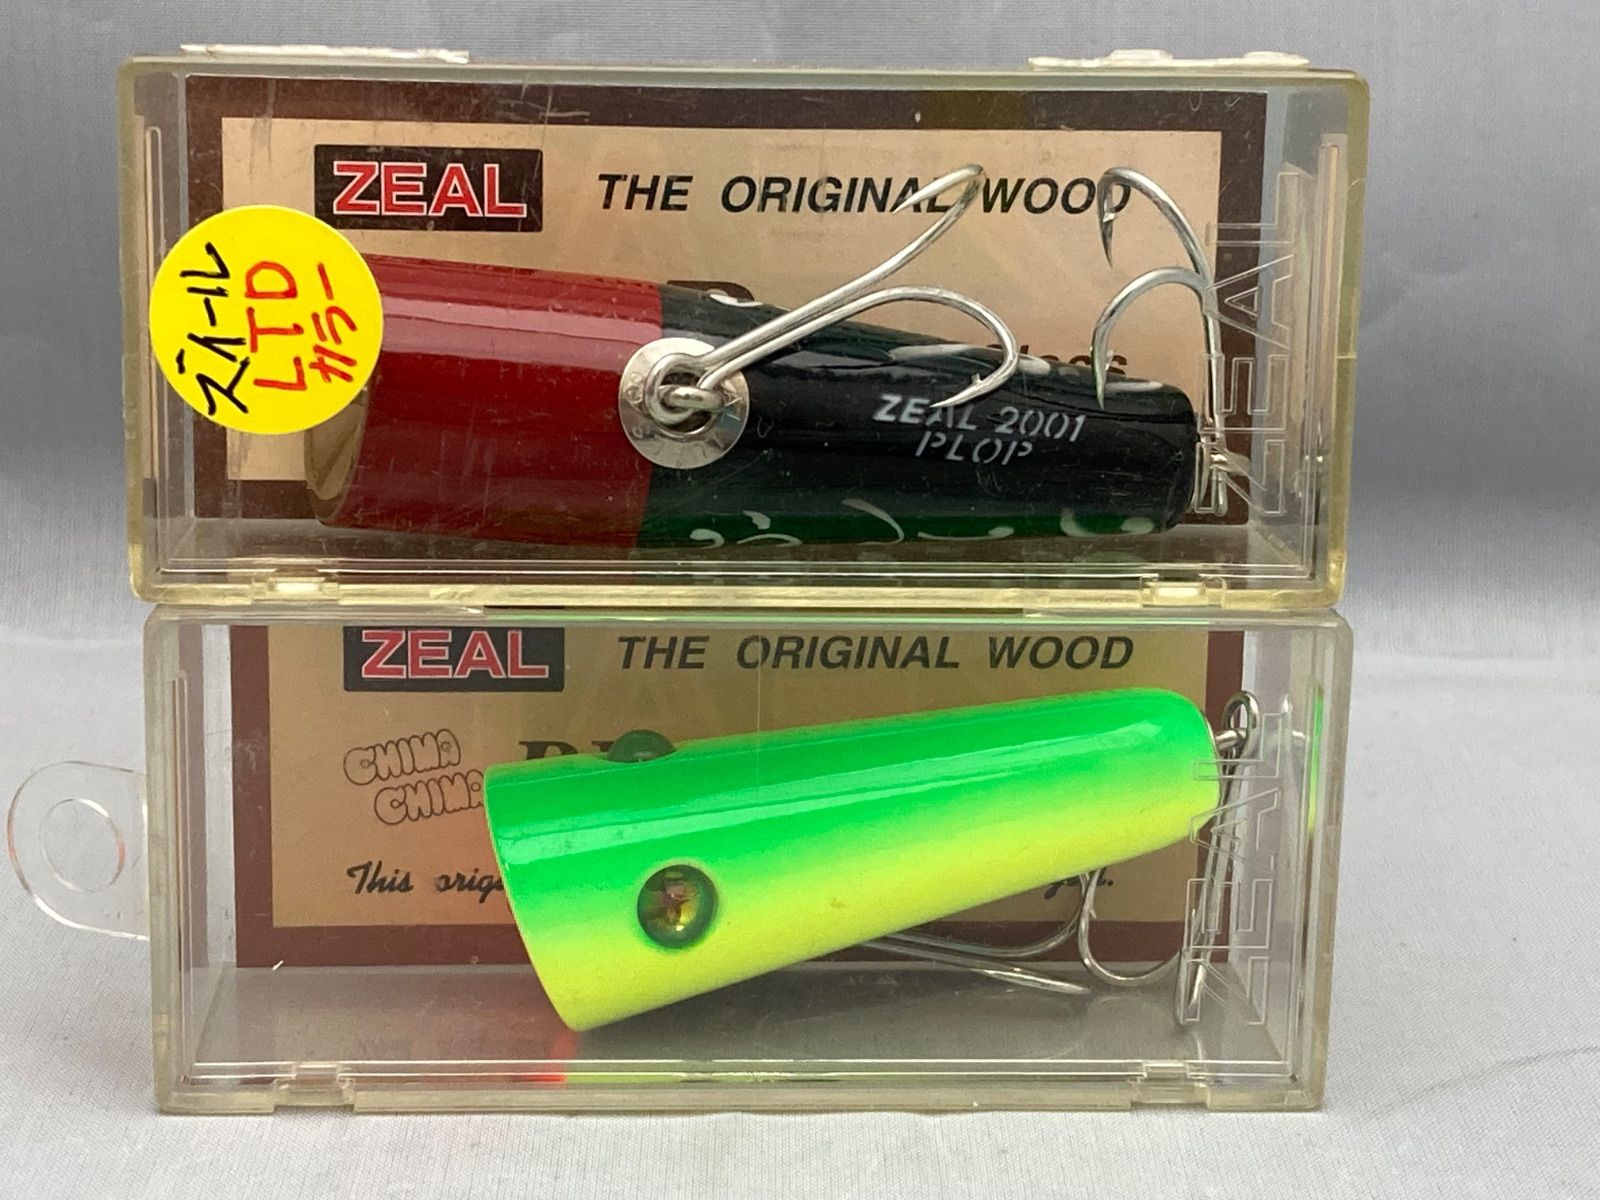 ZEAL THE ORIGINAL WOOD
ズイール
LTD
カラー
ZEAL 2001
PLOP
ZEAL
ZEAL THE ORIGINAL WOOD
CHIMA
CHIMA
This
ZEAL